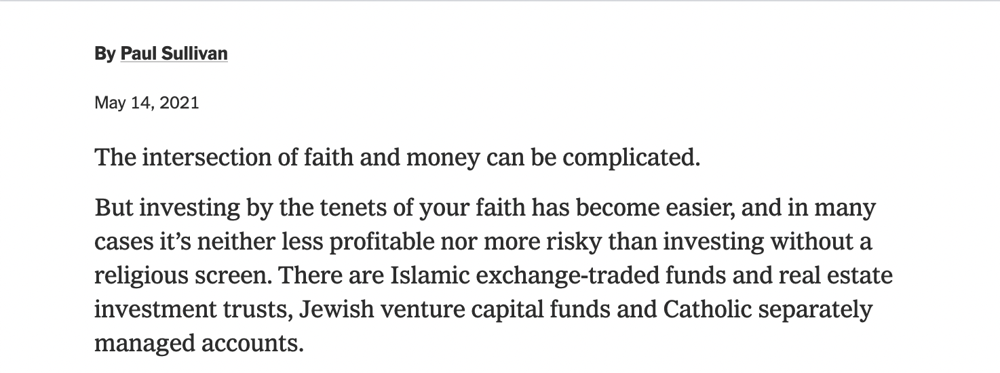 By Paul Sullivan
May 14, 2021
The intersection of faith and money can be complicated.
But investing by the tenets of your faith has become easier, and in many
cases it’s neither less profitable nor more risky than investing without a
religious screen. There are Islamic exchange-traded funds and real estate
investment trusts, Jewish venture capital funds and Catholic separately
managed accounts.